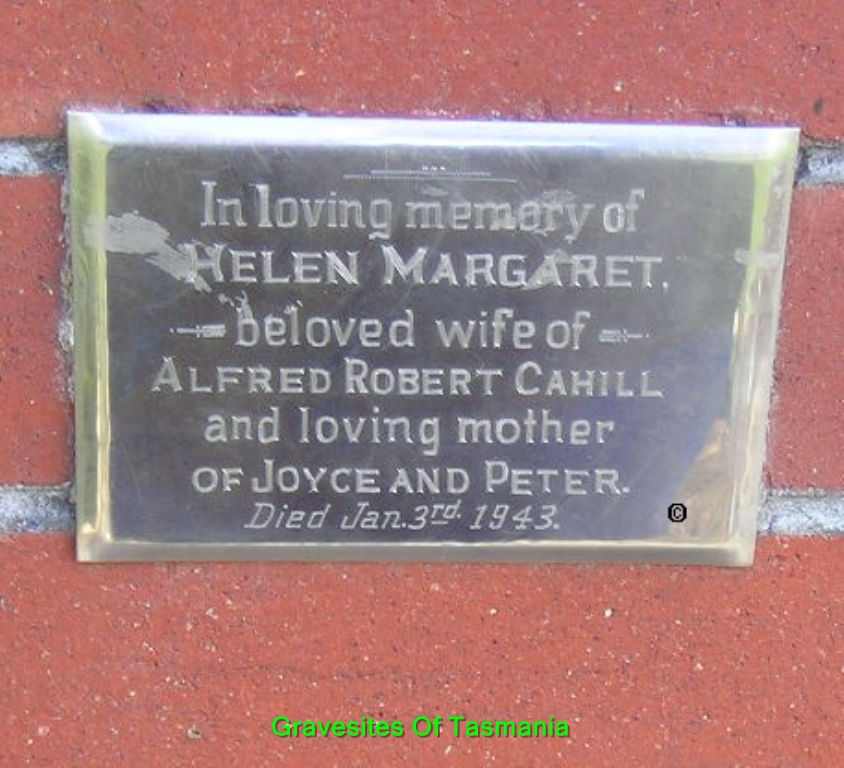 In loving memory of
HELEN MARGARET,
beloved wife of
ALFRED ROBERT CAHILL
and loving mother
OF JOYCE AND PETER.
Died Jan. 3rd. 1943.
©
Gravesites Of Tasmania